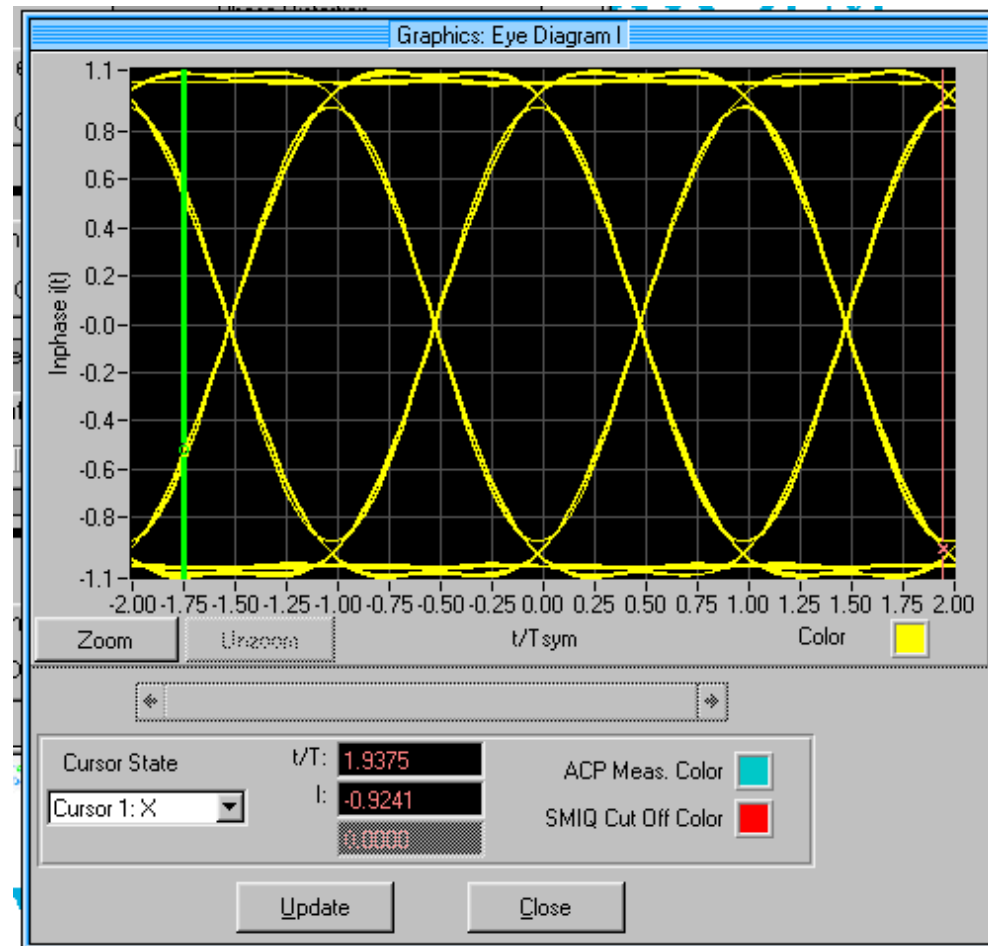 Phase Distortion
Graphics: Eye Diagram I
1.1
0.8
0.6
0.4
0.2
-0.0
-0.2
-0.4
-0.6
-0.8
-1.1
Inphase i(t)
-2.00 -1.75 -1.50 -1.25 -1.00 -0.75 -0.50 -0.25 0.00 0.25 0.50 0.75 1.00 1.25 1.50 1.75 2.00
Zoom Unzoom t/Tsym Color
Cursor State
Cursor 1: X
t/T: 1.9375
I: -0.9241
0.0000
ACP Meas. Color
SMIQ Cut Off Color
Update Close